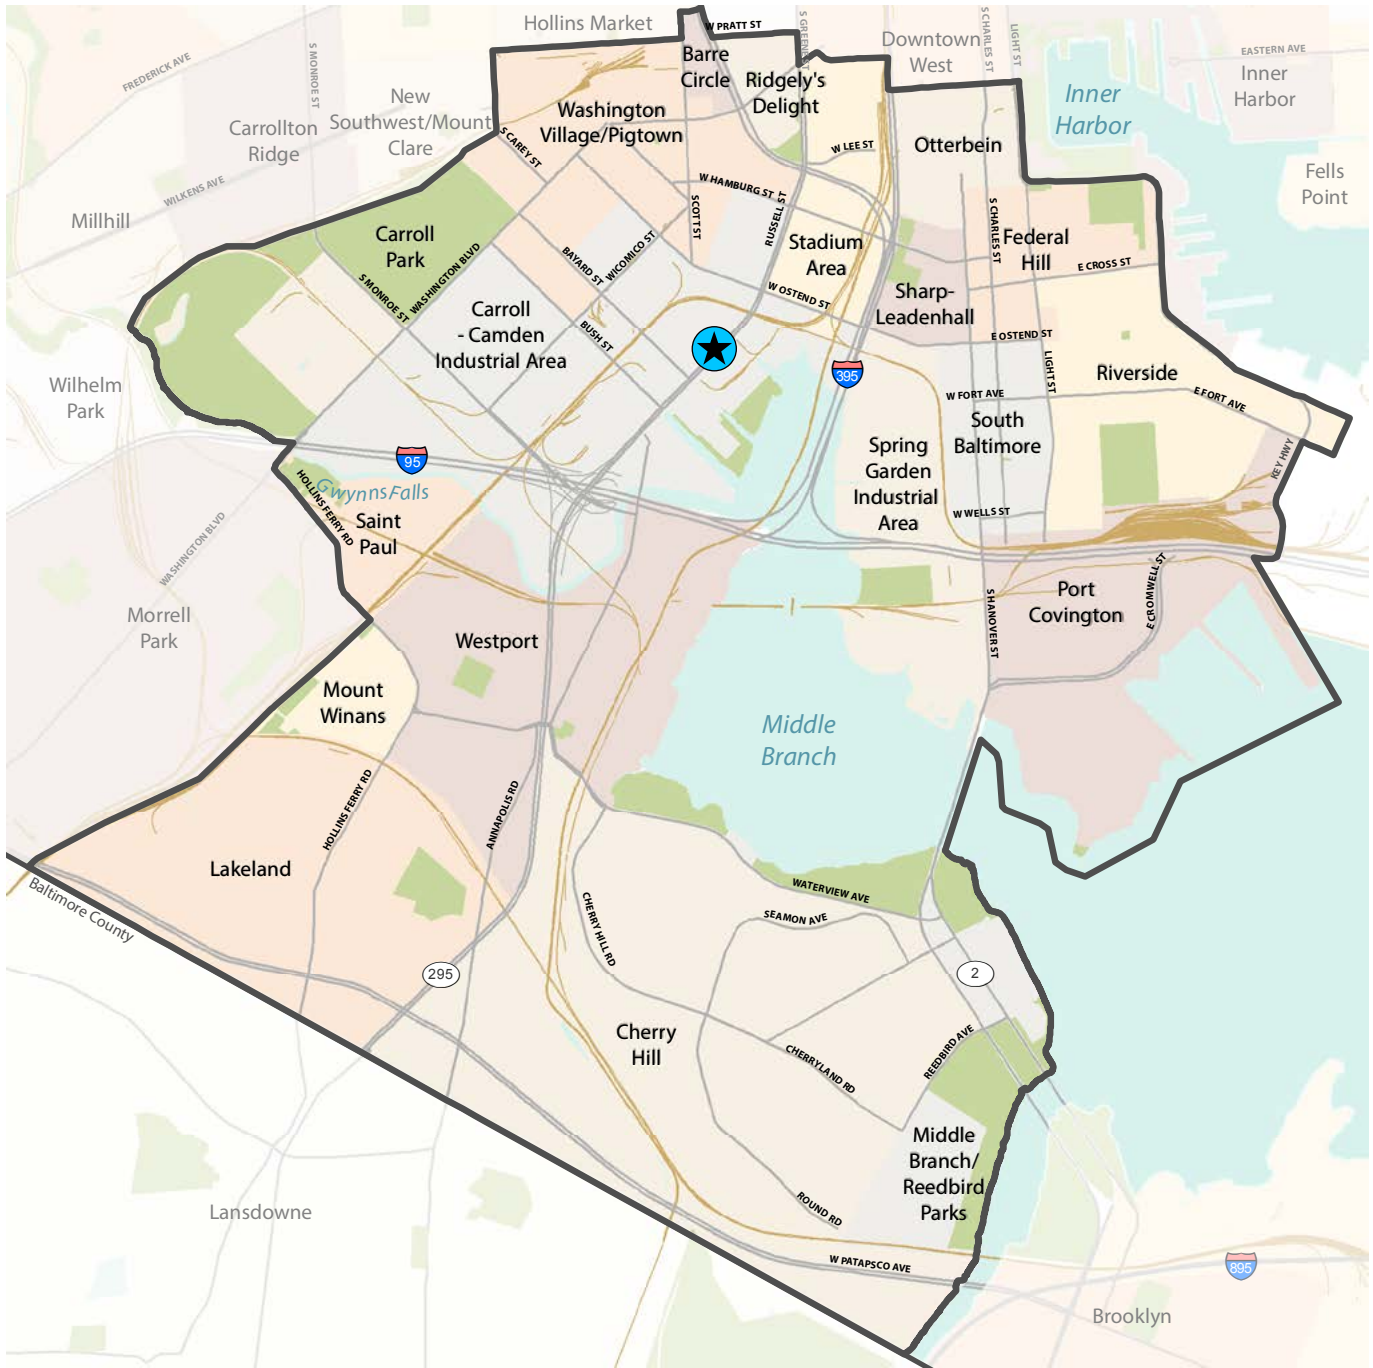 Hollins Market
W PRATT ST
S GREENE ST
S CHARLES ST
LIGHT ST
Downtown
West
EASTERN AVE
Inner
Harbor
FREDERICK AVE
S MONROE ST
Barre
Circle
Ridgely's
Delight
Inner
Harbor
New
Southwest/Mount
Clare
Washington
Village/Pigtown
Carrollton
Ridge
S CAREY ST
W LEE ST
Otterbein
Fells
Point
WILKENS AVE
Millhill
W HAMBURG ST
SCOTT ST
RUSSELL ST
S CHARLES ST
Federal
Hill
Carroll
Park
WASHINGTON BLVD
S MONROE ST
BAYARD ST
WICOMICO ST
Stadium
Area
E CROSS ST
W OSTEND ST
Sharp-
Leadenhall
Carroll
- Camden
Industrial Area
BUSH ST
E OSTEND ST
LIGHT ST
395
Riverside
Wilhelm
Park
W FORT AVE
E FORT AVE
South
Baltimore
KEY HWY
95
Spring
Garden
Industrial
Area
Gwynns Falls
HOLLINS FERRY RD
Saint
Paul
W WELLS ST
WASHINGTON BLVD
Morrell
Park
Port
Covington
E CROMWELL ST
S HANOVER ST
Westport
Mount
Winans
Middle
Branch
HOLLINS FERRY RD
ANNAPOLIS RD
Lakeland
Baltimore County
WATERVIEW AVE
SEAMON AVE
CHERRY HILL RD
295
2
Cherry
Hill
CHERRYLAND RD
REEDBIRD AVE
Middle
Branch/
Reedbird
Parks
ROUND RD
Lansdowne
W PATAPSCO AVE
895
Brooklyn